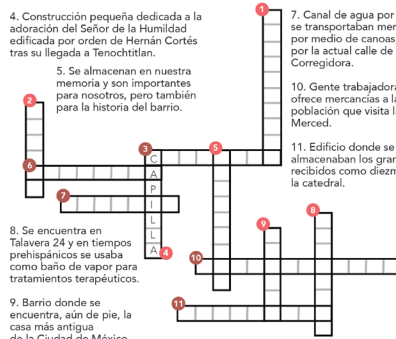 4. Construcción pequeña dedicada a la
adoración del Señor de la Humildad
edificada por orden de Hernán Cortés
tras su llegada a Tenochtitlan.
5. Se almacenan en nuestra
memoria y son importantes
para nosotros, pero también
para la historia del barrio.
1
7. Canal de agua por
se transportaban
por medio de canoas
por la actual calle de
Corregidora.
10. Gente trabajadora
ofrece mercancías a la
población que visita
Merced.
11. Edificio donde se
almacenaban los
recibidos como
la catedral.
2
3
5
C
A
P
I
L
L
A
4
6
7
8. Se encuentra en
Talavera 24 y en tiempos
prehispánicos se usaba
como baño de vapor para
tratamientos terapéuticos.
9. Barrio donde se
encuentra, aún de pie, la
casa más antigua
de la Ciudad de México
9
8
10
11